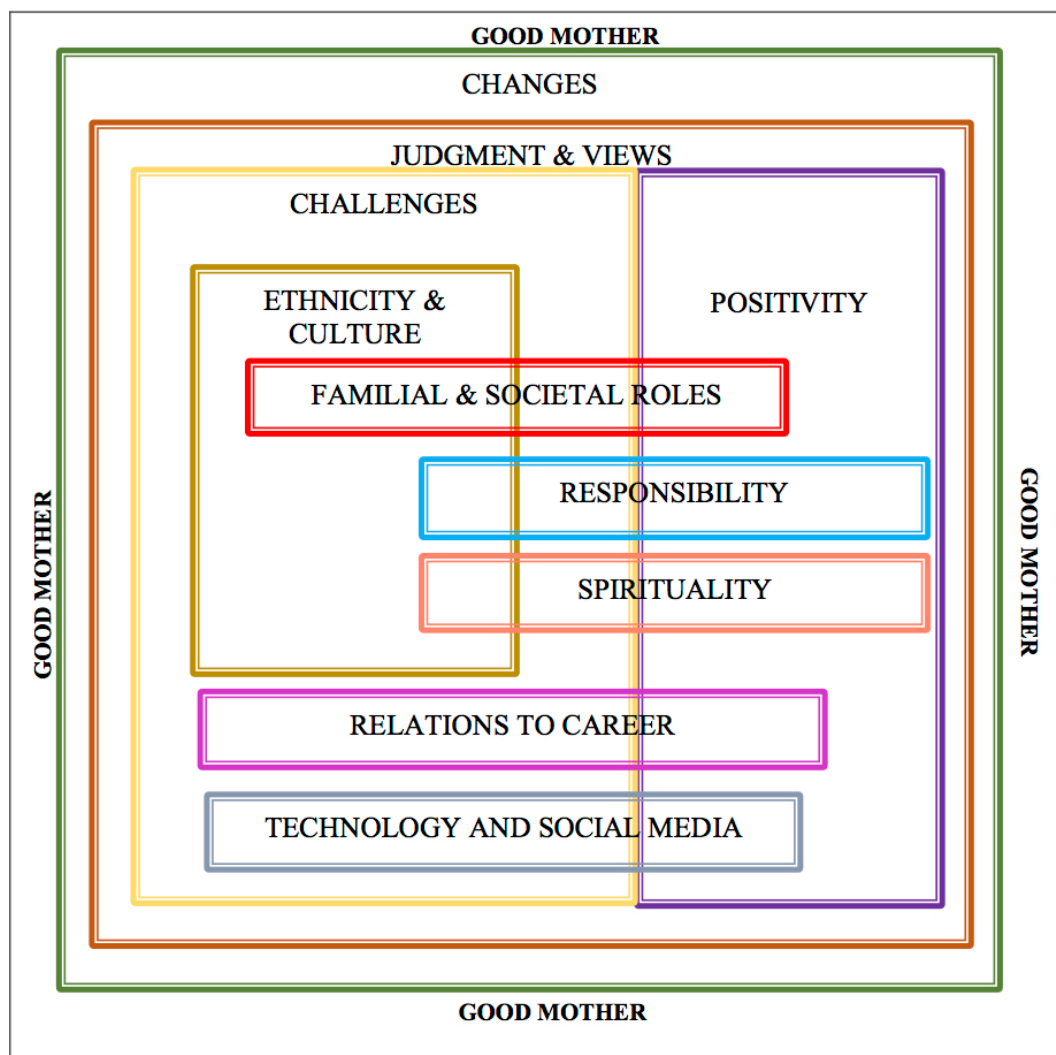 GOOD MOTHER
CHANGES
JUDGMENT & VIEWS
CHALLENGES
ETHNICITY &
CULTURE
POSITIVITY
FAMILIAL & SOCIETAL ROLES
RESPONSIBILITY
GOOD MOTHER
GOOD MOTHER
SPIRITUALITY
RELATIONS TO CAREER
TECHNOLOGY AND SOCIAL MEDIA
GOOD MOTHER